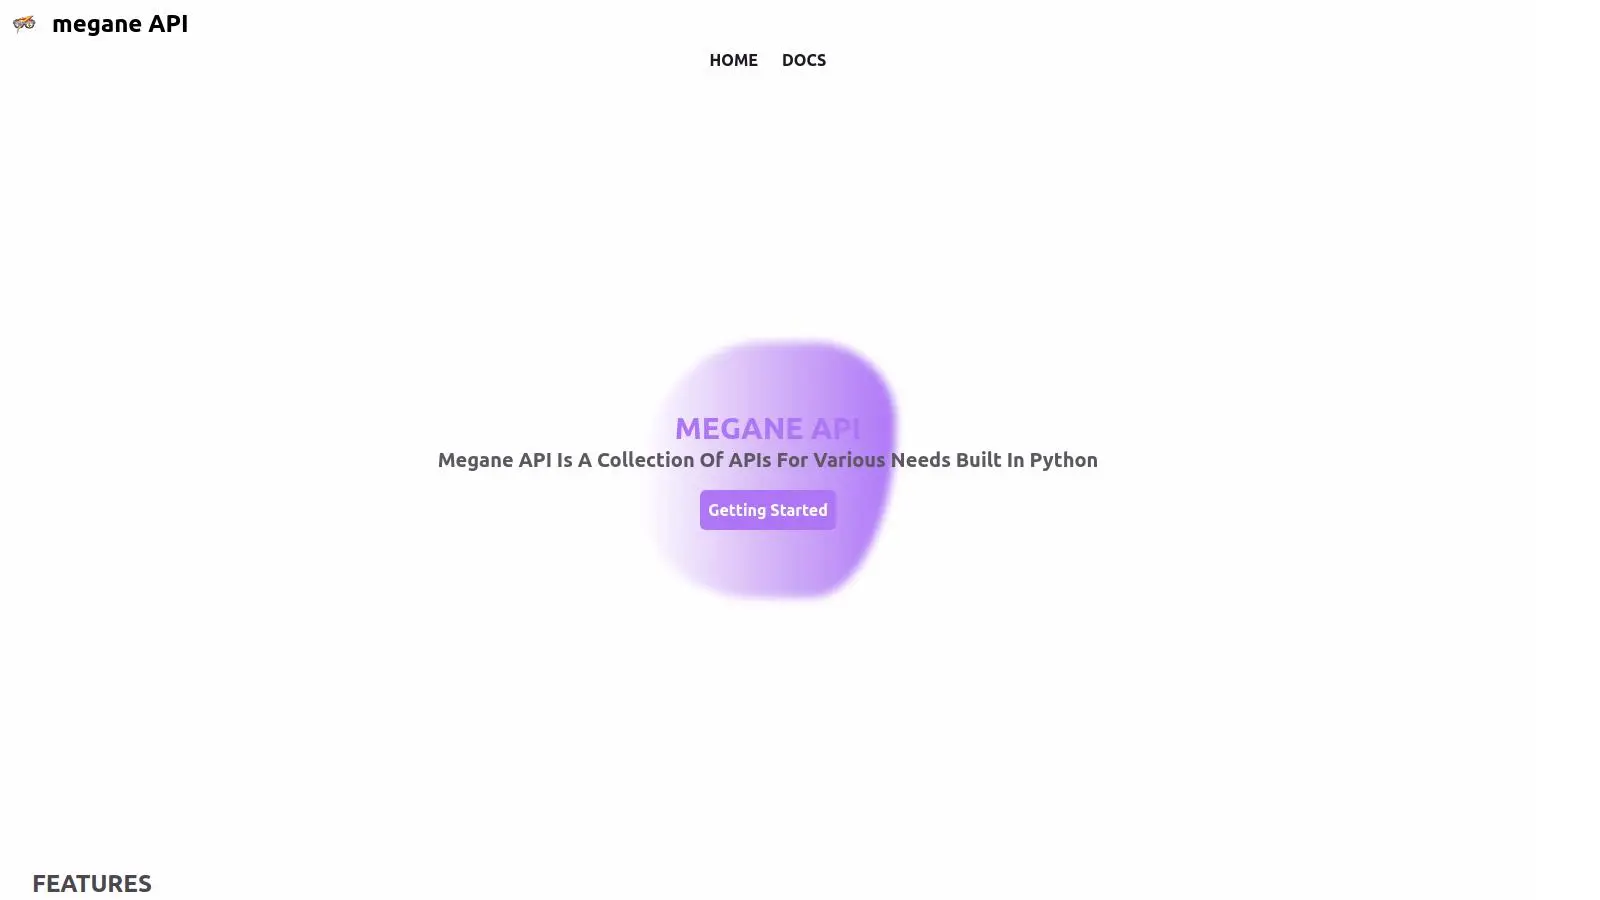 megane API
HOME DOCS
MEGANE API
Megane API Is A Collection Of APIs For Various Needs Built In Python
Getting Started
FEATURES